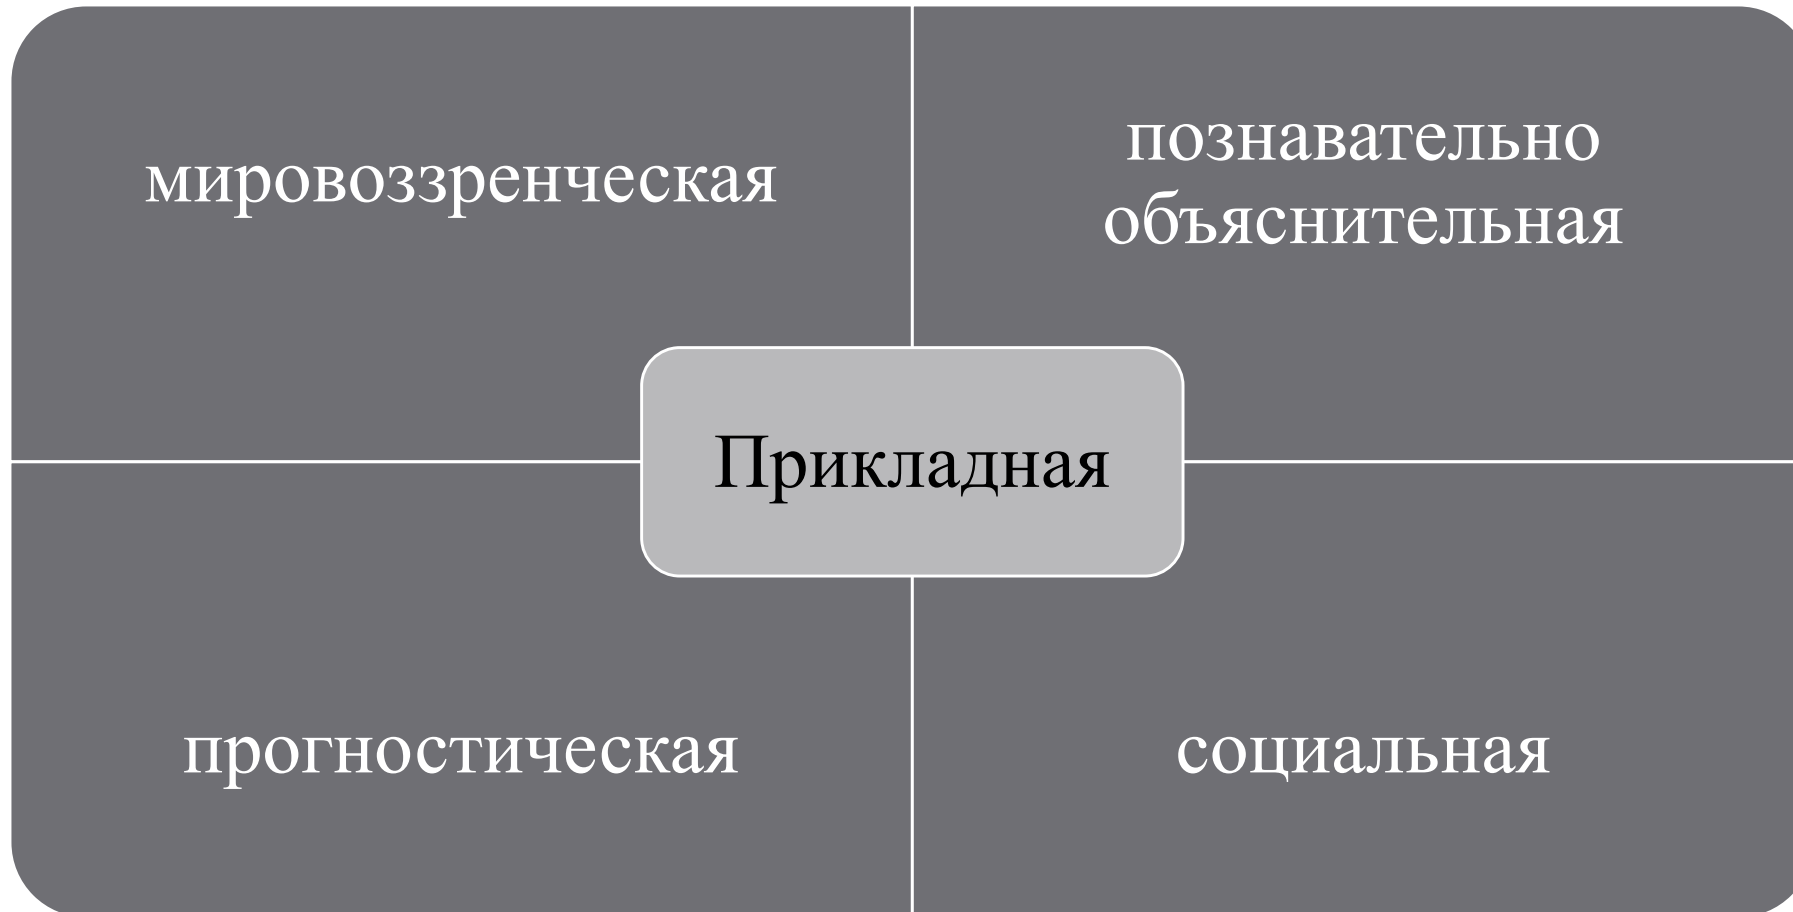 мировоззренческая
познавательно
объяснительная
Прикладная
прогностическая
социальная